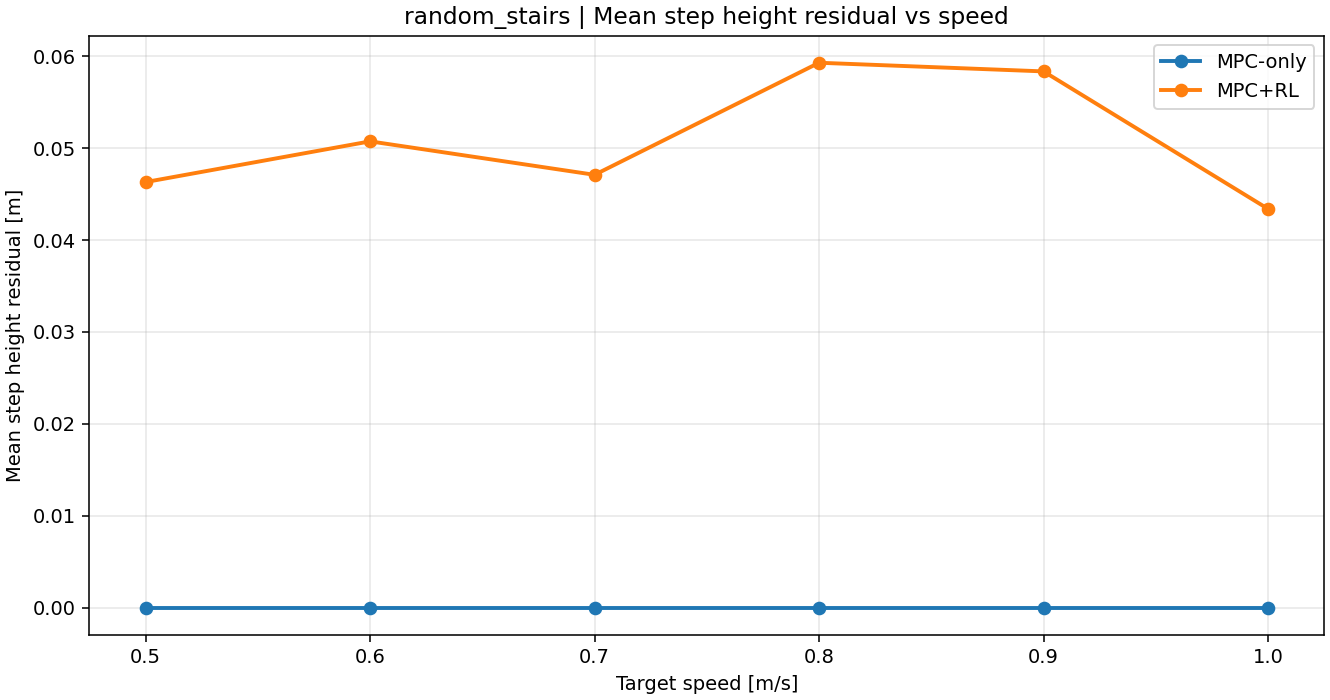 random_stairs | Mean step height residual vs speed
MPC-only
MPC+RL
Mean step height residual [m]
0.06
0.05
0.04
0.03
0.02
0.01
0.00
0.5 0.6 0.7 0.8 0.9 1.0
Target speed [m/s]